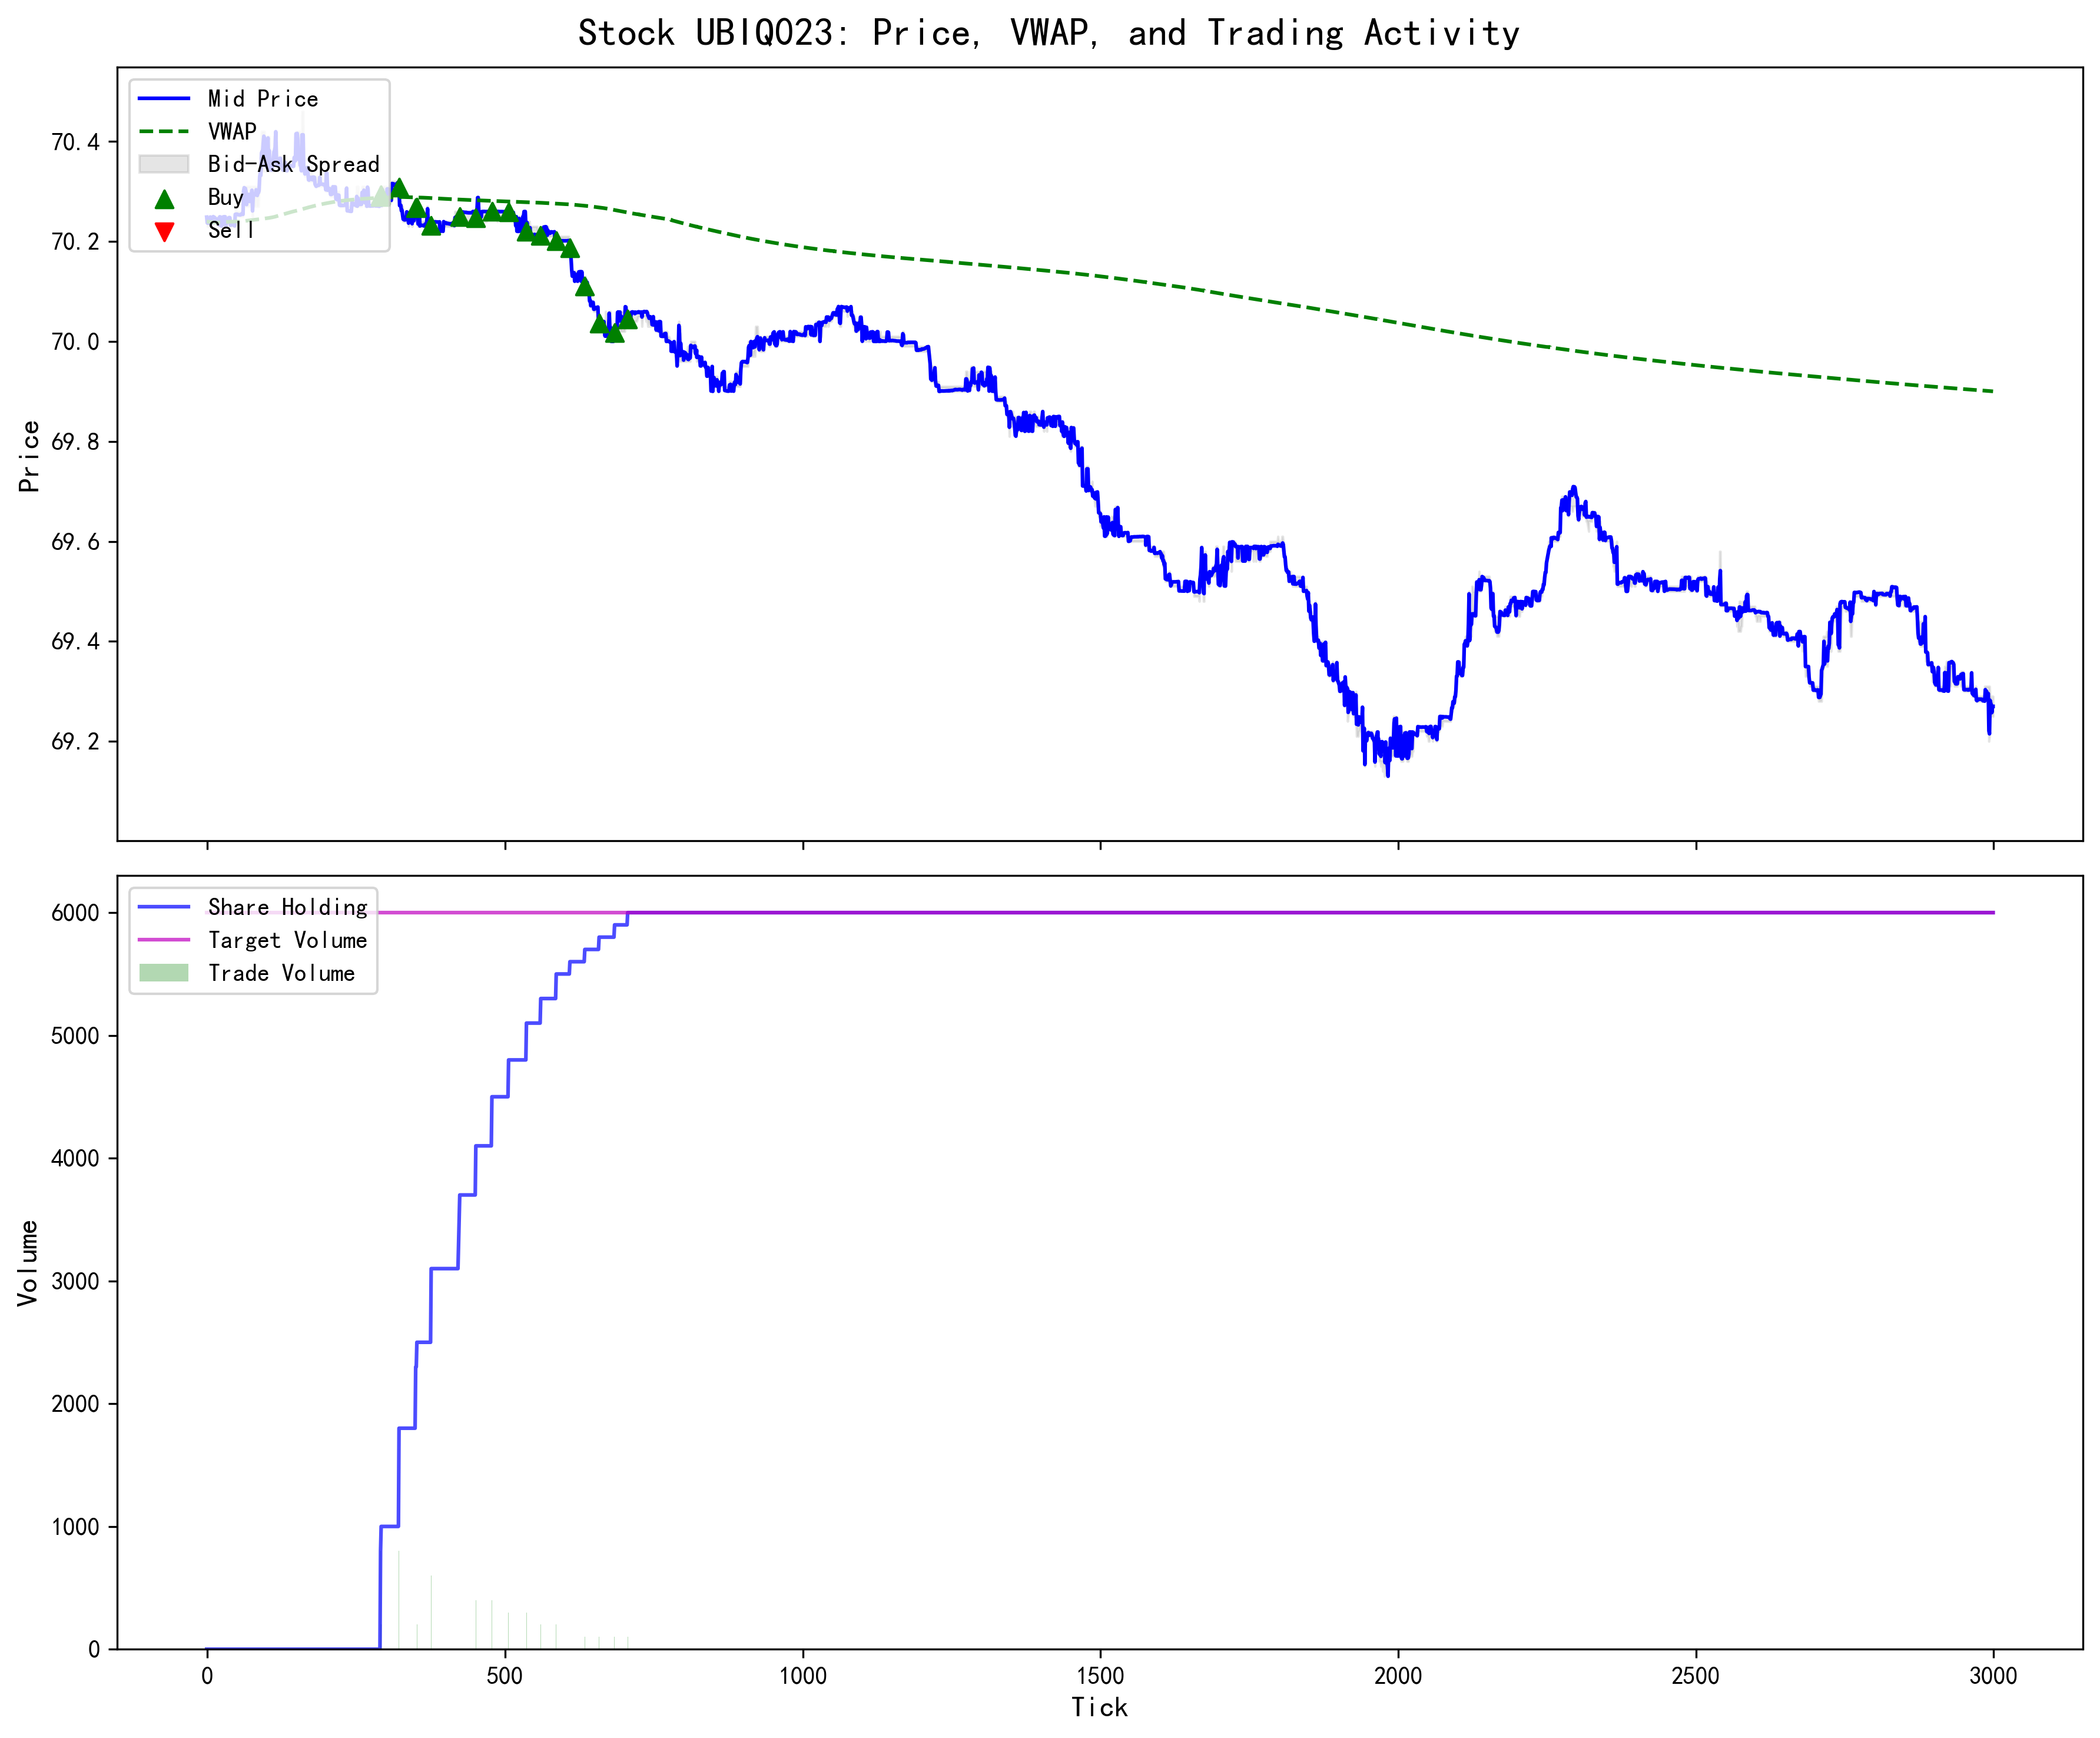 Stock UBIQ023: Price, VWAP, and Trading Activity
Mid Price
VWAP
Bid-Ask Spread
Buy
Sell
Price
70.4
70.2
70.0
69.8
69.6
69.4
69.2
Share Holding
Target Volume
Trade Volume
Volume
6000
5000
4000
3000
2000
1000
0
0 500 1000 1500 2000 2500 3000
Tick